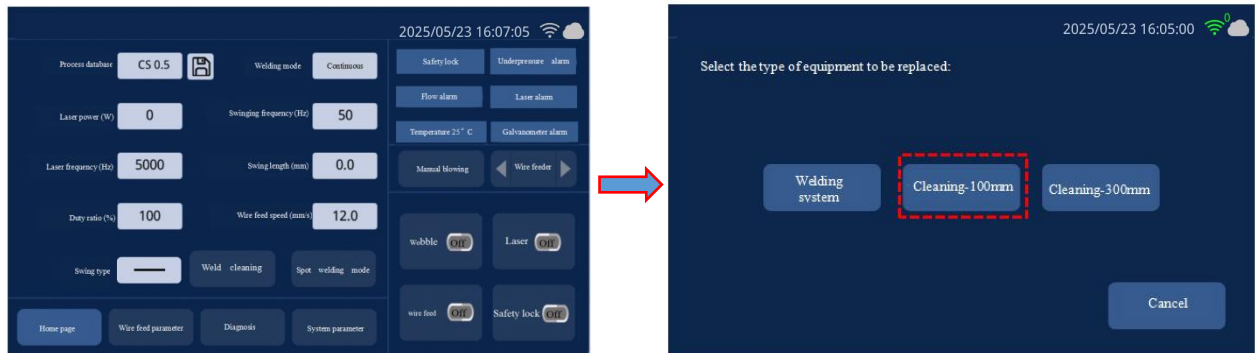 2025/05/23 16:07:05
Process database CS 0.5 Welding mode Continuous
Laser power (W) 0 Swinging frequency (Hz) 50
Laser frequency (Hz) 5000 Swing length (mm) 0.0
Duty ratio (%) 100 Wire feed speed (mm/s) 12.0
Swing type Weld cleaning Spot welding mode
Home page Wire feed parameter Diagnosis System parameter
Safety lock Underpressure alarm
Flow alarm Laser alarm
Temperature 25° C Galvanometer alarm
Manual blowing Wire feeder
wobble Off Laser Off
wire feed Off Safety lock Off
2025/05/23 16:05:00 0
Select the type of equipment to be replaced:
Welding
system
Cleaning-100mm
Cleaning-300mm
Cancel